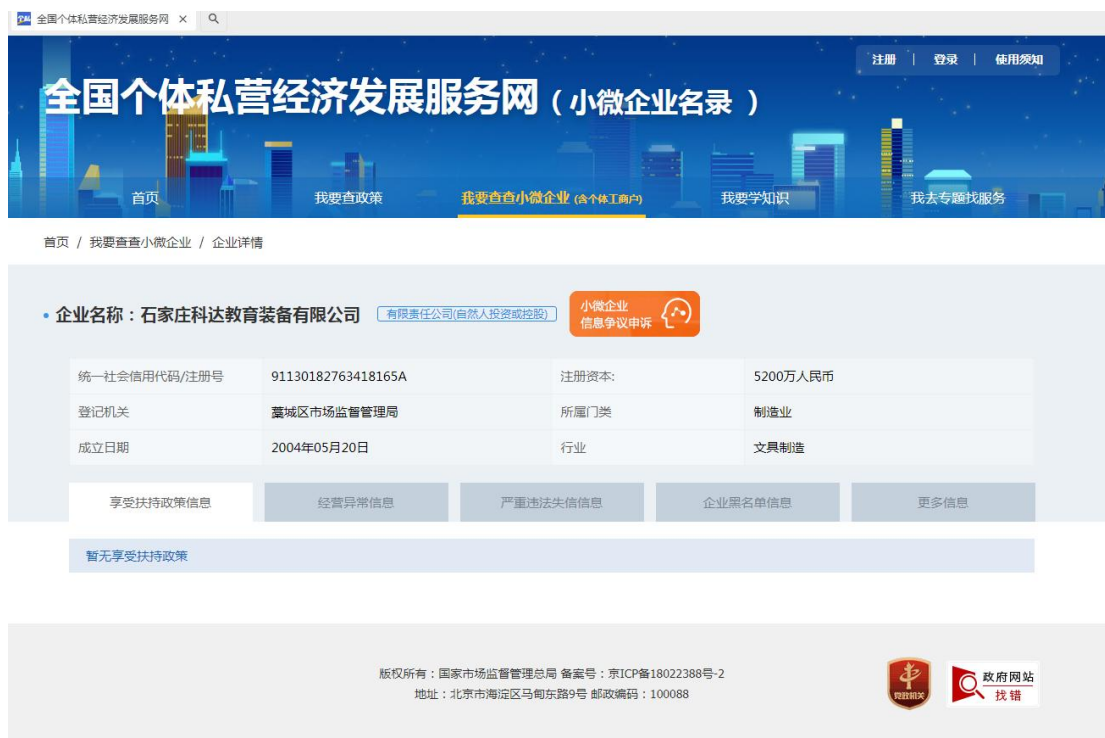 全国个体私营经济发展服务网
注册 | 登录 | 使用须知
全国个体私营经济发展服务网（小微企业名录 ）
首页 我要查政策 我要查查小微企业 (含个体工商户) 我要学知识 我去专题找服务
首页 / 我要查查小微企业 / 企业详情
企业名称：石家庄科达教育装备有限公司 有限责任公司(自然人投资或控股) 小微企业
信息争议申诉
统一社会信用代码/注册号 91130182763418165A 注册资本: 5200万人民币
登记机关 藁城区市场监督管理局 所属门类 制造业
成立日期 2004年05月20日 行业 文具制造
享受扶持政策信息 经营异常信息 严重违法失信信息 企业黑名单信息 更多信息
暂无享受扶持政策
版权所有：国家市场监督管理总局 备案号：京ICP备18022388号-2
地址：北京市海淀区马甸东路9号 邮政编码：100088
党政机关
政府网站
找错